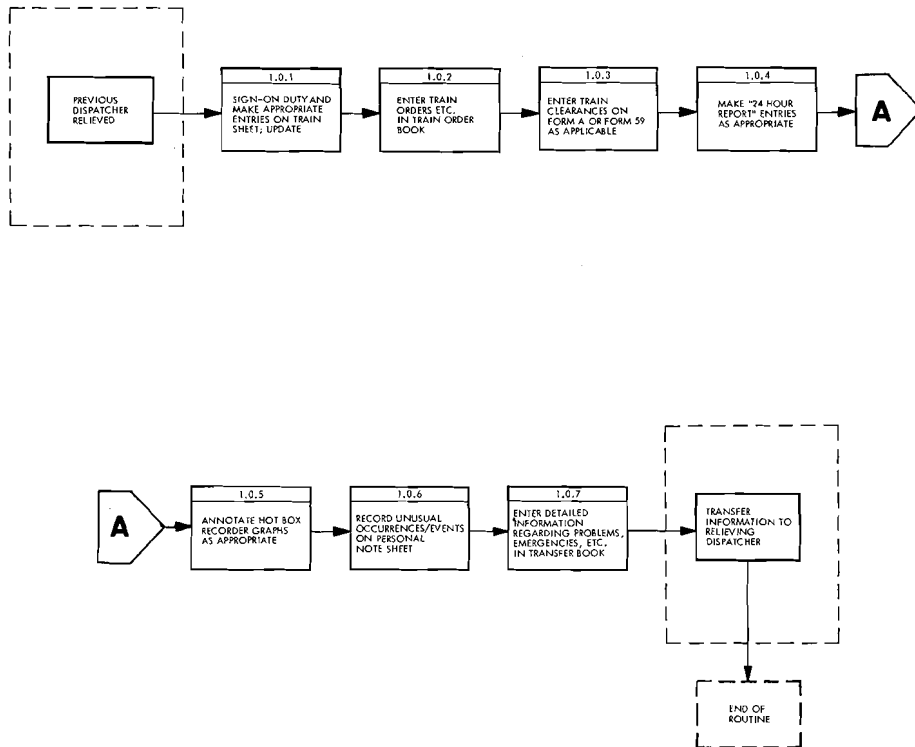 PREVIOUS
DISPATCHER
RELIEVED
1.0.1
SIGN-ON DUTY AND
MAKE APPROPRIATE
ENTRIES ON TRAIN
SHEET; UPDATE
1.0.2
ENTER TRAIN
ORDERS ETC.
IN TRAIN ORDER
BOOK
1.0.3
ENTER TRAIN
CLEARANCES ON
FORM A OR FORM 59
AS APPLICABLE
1.0.4
MAKE "24 HOUR
REPORT" ENTRIES
AS APPROPRIATE
A
A
1.0.5
ANNOTATE HOT BOX
RECORDER GRAPHS
AS APPROPRIATE
1.0.6
RECORD UNUSUAL
OCCURRENCES/EVENTS
ON PERSONAL
NOTE SHEET
1.0.7
ENTER DETAILED
INFORMATION
REGARDING PROBLEMS,
EMERGENCIES, ETC.
IN TRANSFER BOOK
TRANSFER
INFORMATION TO
RELIEVING
DISPATCHER
END OF
ROUTINE